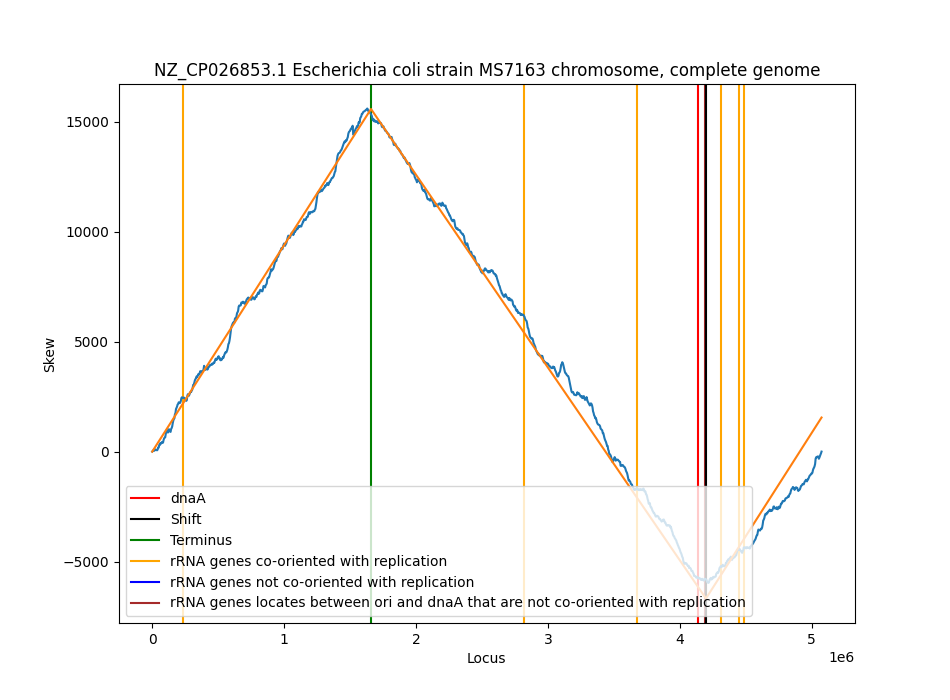 NZ_CP026853.1 Escherichia coli strain MS7163 chromosome, complete genome
Skew
15000
10000
5000
0
−5000
dnaA
Shift
Terminus
rRNA genes co-oriented with replication
rRNA genes not co-oriented with replication
rRNA genes locates between ori and dnaA that are not co-oriented with replication
0 1 2 3 4 5
1e6
Locus